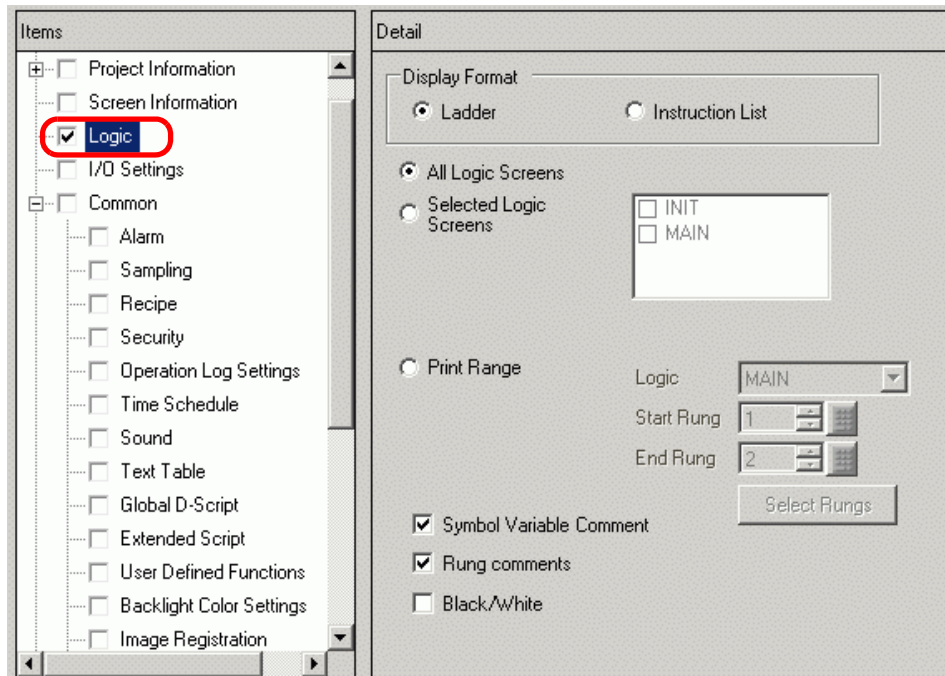 Items
Project Information
Screen Information
Logic
I/O Settings
Common
Alarm
Sampling
Recipe
Security
Operation Log Settings
Time Schedule
Sound
Text Table
Global D-Script
Extended Script
User Defined Functions
Backlight Color Settings
Image Registration
Detail
Display Format
Ladder
Instruction List
All Logic Screens
Selected Logic
Screens
INIT
MAIN
Print Range
Logic
MAIN
Start Rung
1
End Rung
2
Select Rungs
Symbol Variable Comment
Rung comments
Black/White